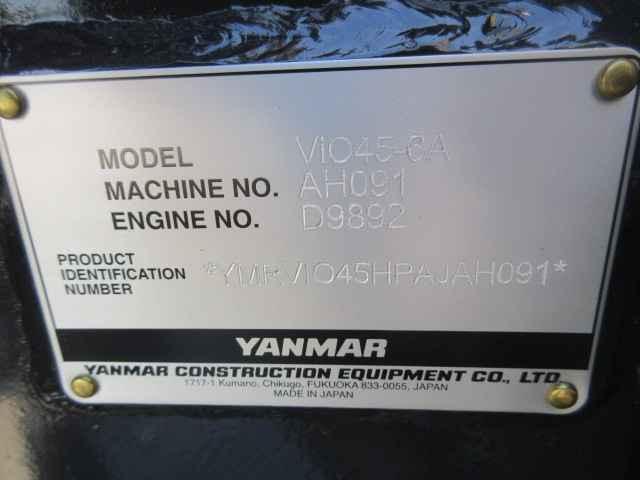 MODEL ViO45-6A
MACHINE NO. AH091
ENGINE NO. D9892
PRODUCT
IDENTIFICATION *YMRVIO45HPAJAH091*
NUMBER
YANMAR
YANMAR CONSTRUCTION EQUIPMENT CO., LTD.
1717-1 Kumano, Chikugo, FUKUOKA 833-0055, JAPAN
MADE IN JAPAN